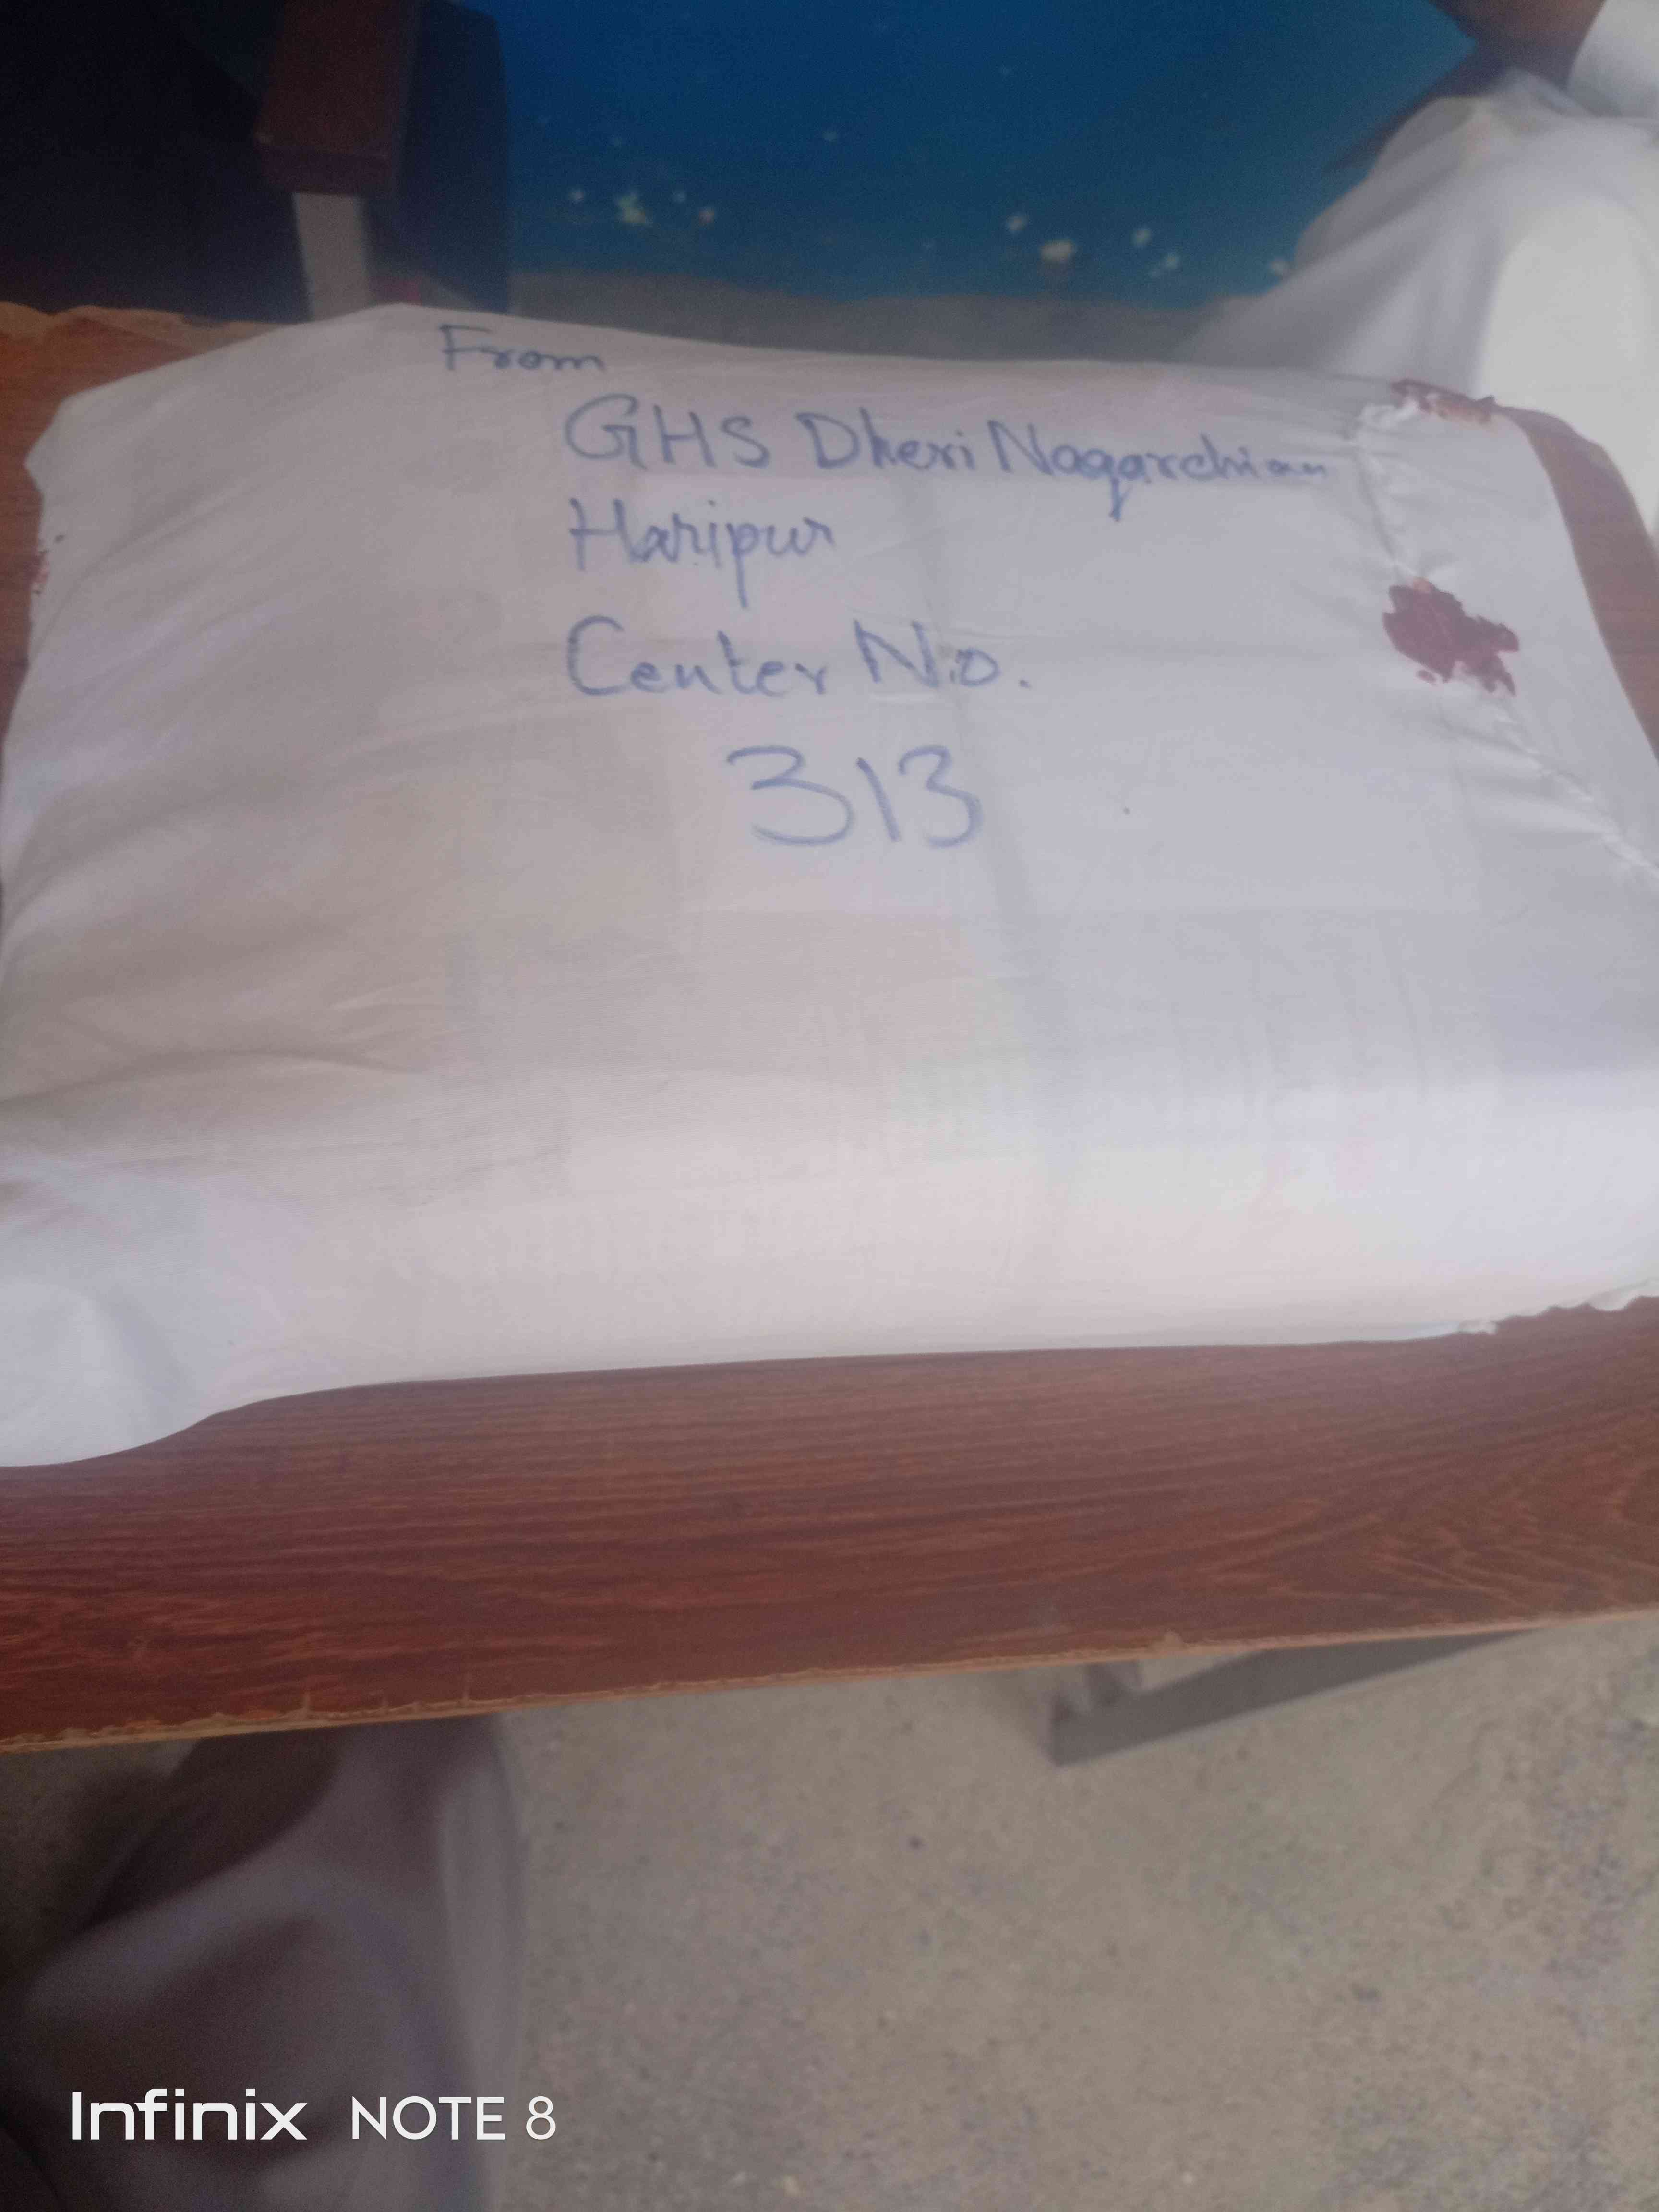 From
GHS Dheri Nagarchian
Haripur
Center No.
313
Infinix NOTE 8